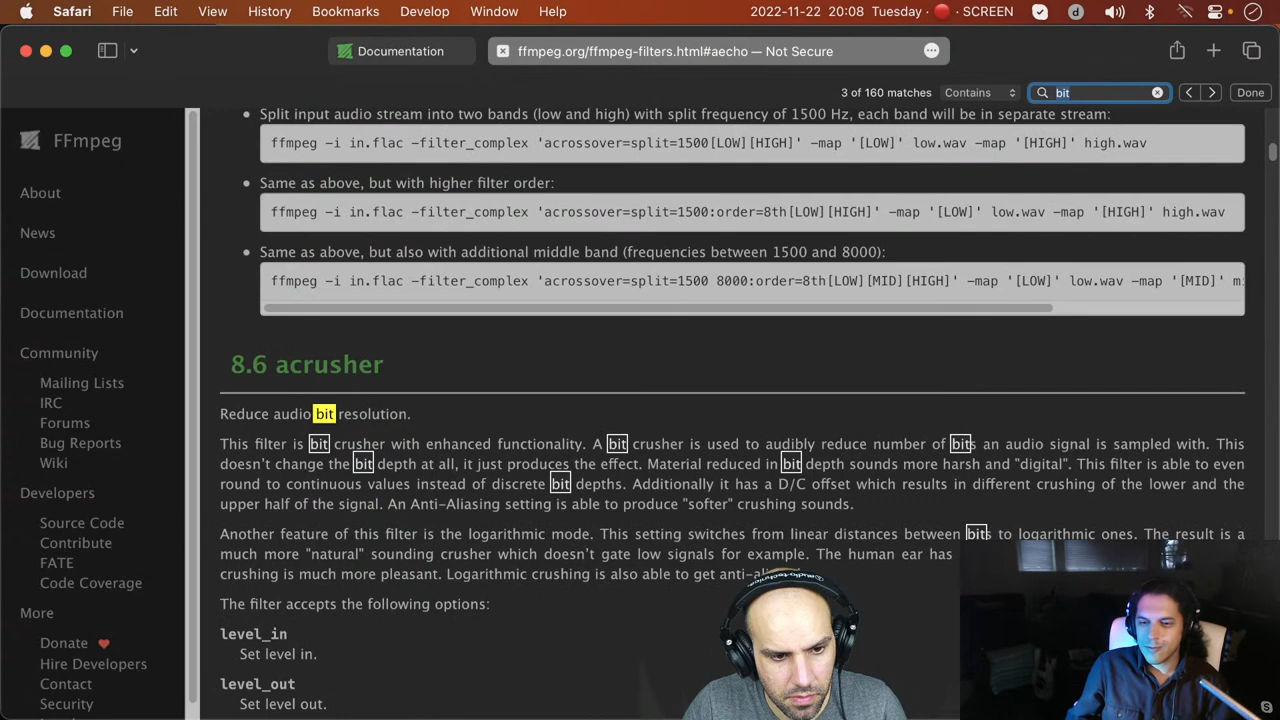 Safari File Edit View History Bookmarks Develop Window Help 2022-11-22 20:08 Tuesday SCREEN
Documentation ffmpeg.org/ffmpeg-filters.html#aecho — Not Secure
3 of 160 matches Contains bit Done
FFmpeg
About
News
Download
Documentation
Community
Mailing Lists
IRC
Forums
Bug Reports
Wiki
Developers
Source Code
Contribute
FATE
Code Coverage
More
Donate
Hire Developers
Contact
Security
Split input audio stream into two bands (low and high) with split frequency of 1500 Hz, each band will be in separate stream:
ffmpeg -i in.flac -filter_complex 'acrossover=split=1500[LOW][HIGH]' -map '[LOW]' low.wav -map '[HIGH]' high.wav
Same as above, but with higher filter order:
ffmpeg -i in.flac -filter_complex 'acrossover=split=1500:order=8th[LOW][HIGH]' -map '[LOW]' low.wav -map '[HIGH]' high.wav
Same as above, but also with additional middle band (frequencies between 1500 and 8000):
ffmpeg -i in.flac -filter_complex 'acrossover=split=1500 8000:order=8th[LOW][MID][HIGH]' -map '[LOW]' low.wav -map '[MID]'
8.6 acrusher
Reduce audio bit resolution.
This filter is bit crusher with enhanced functionality. A bit crusher is used to audibly reduce number of bits an audio signal is sampled with. This
doesn't change the bit depth at all, it just produces the effect. Material reduced in bit depth sounds more harsh and "digital". This filter is able to even
round to continuous values instead of discrete bit depths. Additionally it has a D/C offset which results in different crushing of the lower and the
upper half of the signal. An Anti-Aliasing setting is able to produce "softer" crushing sounds.
Another feature of this filter is the logarithmic mode. This setting switches from linear distances between bits to logarithmic ones. The result is a
much more "natural" sounding crusher which doesn't gate low signals for example. The human ear has
crushing is much more pleasant. Logarithmic crushing is also able to get
The filter accepts the following options:
level_in
Set level in.
level_out
Set level out.
audio-technica